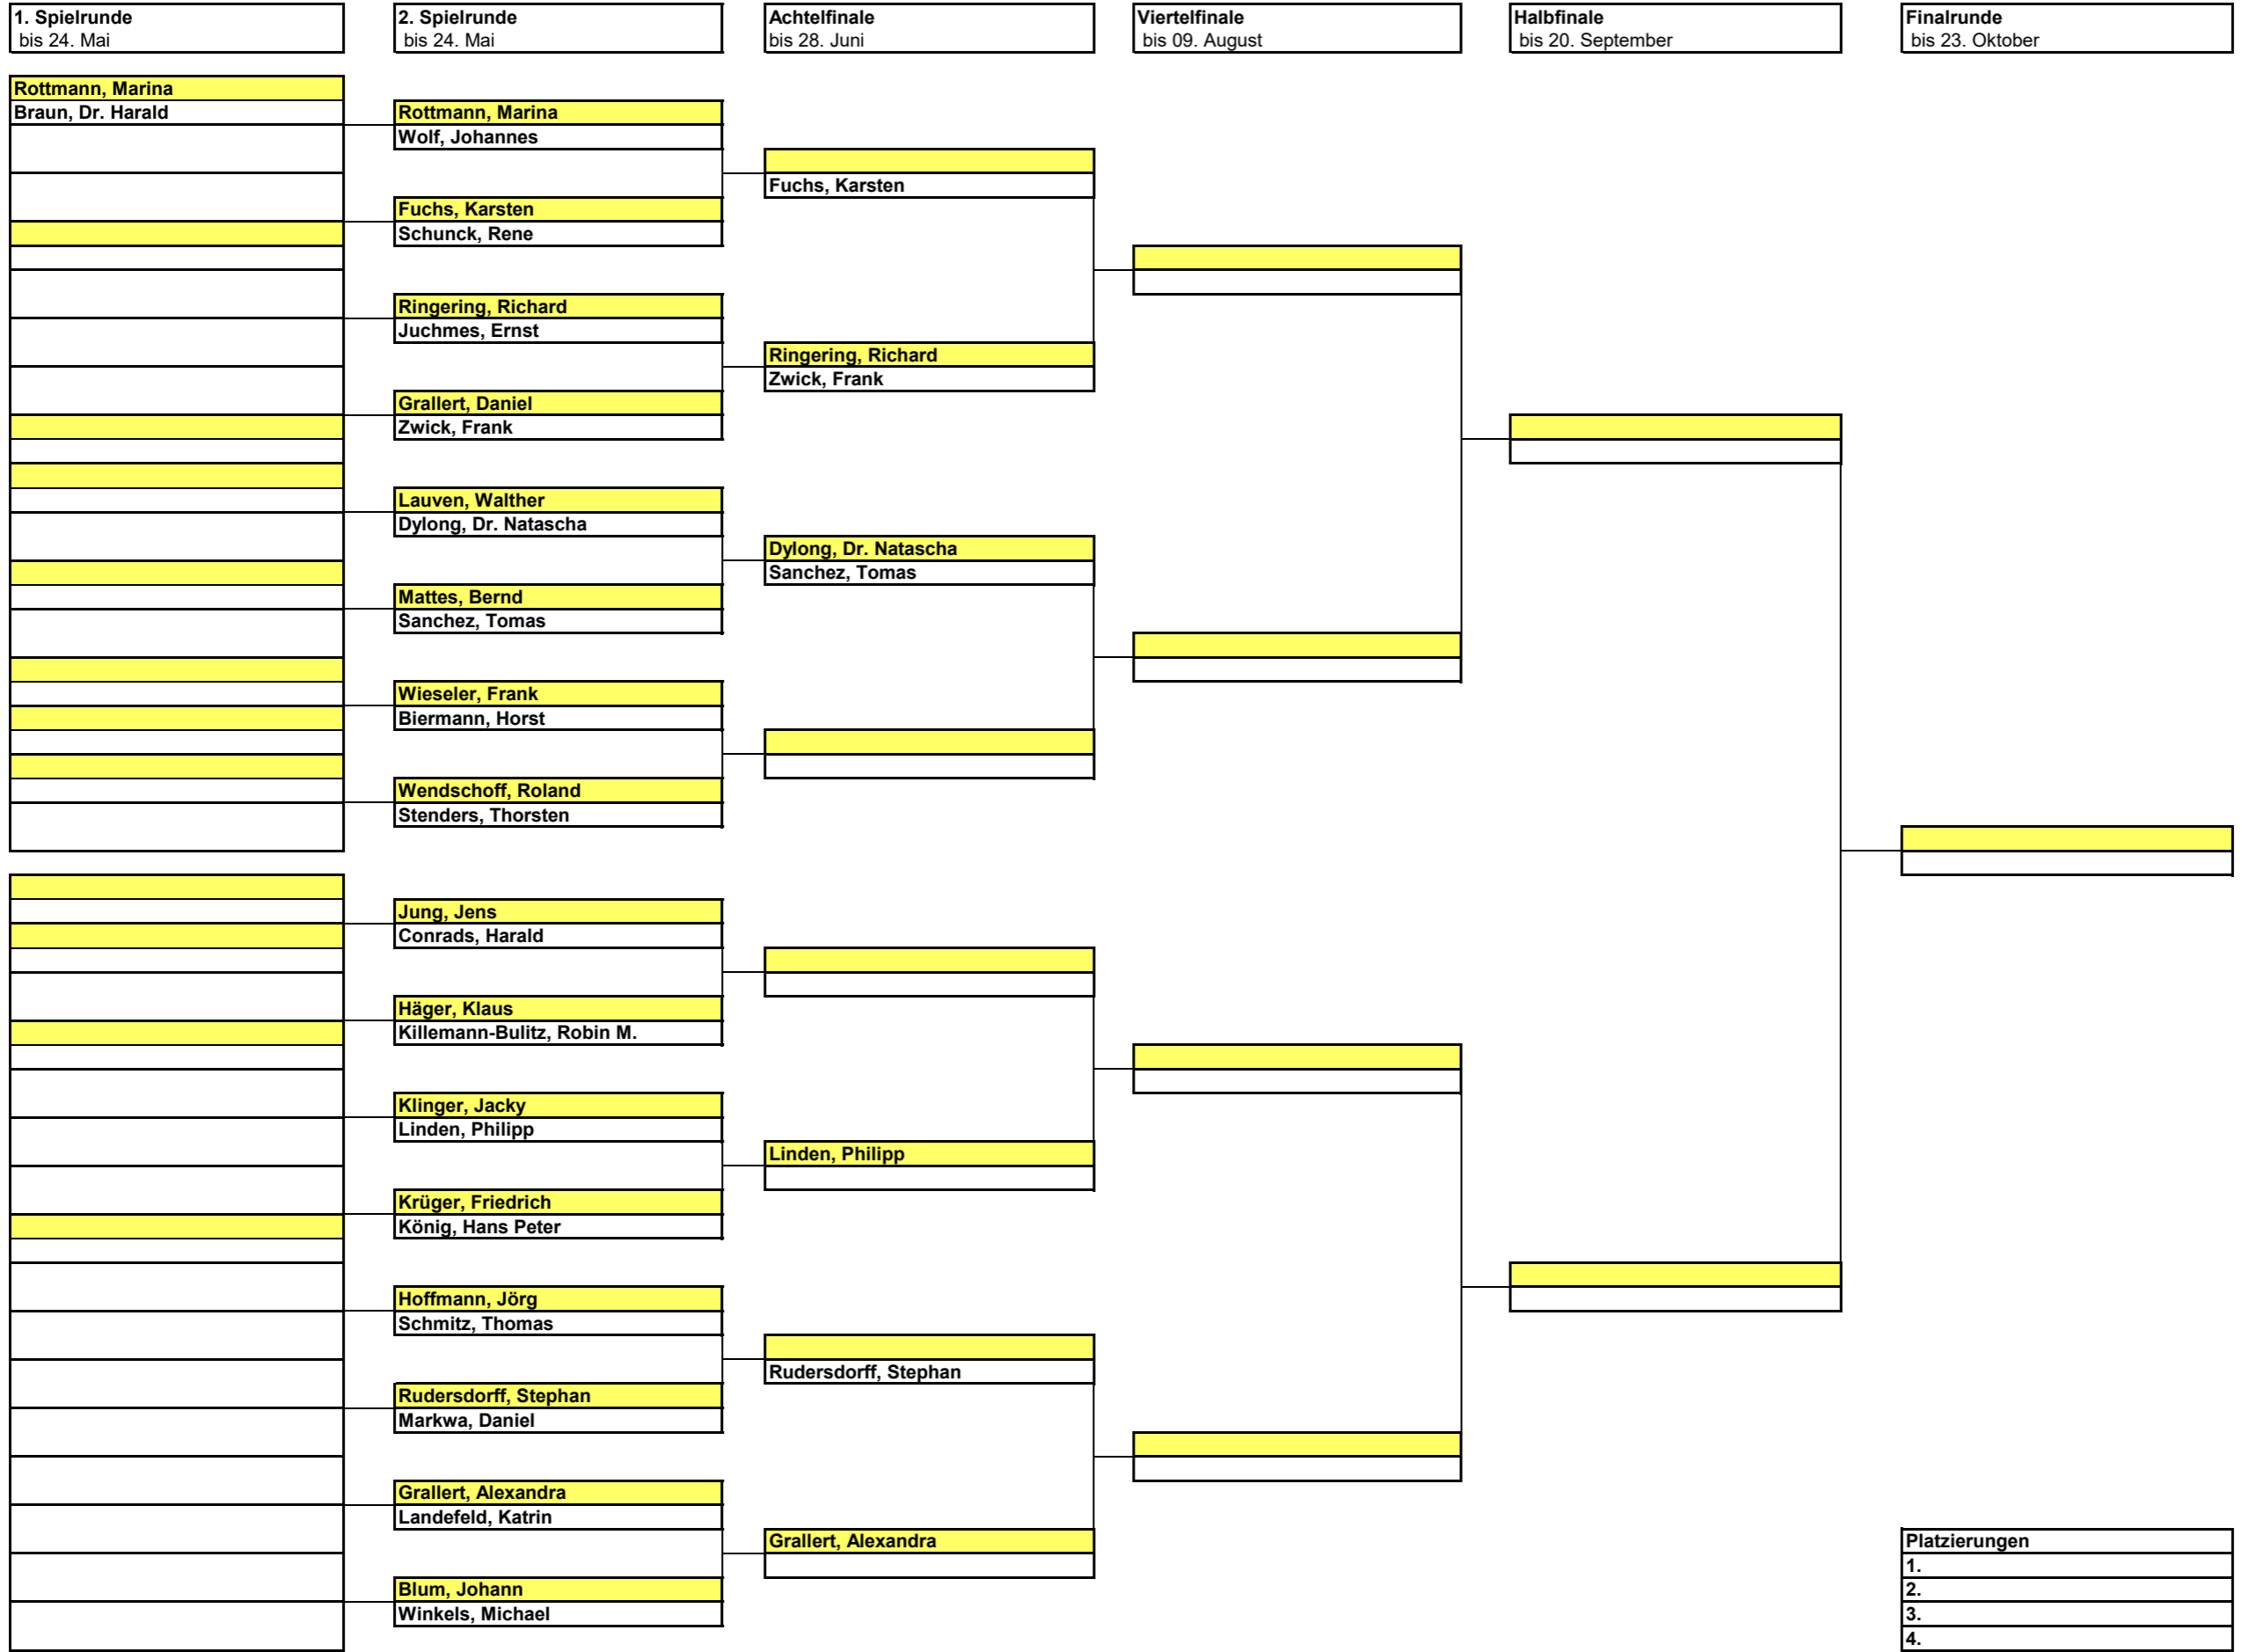 1. Spielrunde
bis 24. Mai
2. Spielrunde
bis 24. Mai
Achtelfinale
bis 28. Juni
Viertelfinale
bis 09. August
Halbfinale
bis 20. September
Finalrunde
bis 23. Oktober
Rottmann, Marina
Braun, Dr. Harald
Rottmann, Marina
Wolf, Johannes
Fuchs, Karsten
Schunck, Rene
Ringering, Richard
Juchmes, Ernst
Grallert, Daniel
Zwick, Frank
Lauven, Walther
Dylong, Dr. Natascha
Mattes, Bernd
Sanchez, Tomas
Wieseler, Frank
Biermann, Horst
Wendschoff, Roland
Stenders, Thorsten
Jung, Jens
Conrads, Harald
Häger, Klaus
Killemann-Bulitz, Robin M.
Klinger, Jacky
Linden, Philipp
Krüger, Friedrich
König, Hans Peter
Hoffmann, Jörg
Schmitz, Thomas
Rudersdorff, Stephan
Markwa, Daniel
Grallert, Alexandra
Landefeld, Katrin
Blum, Johann
Winkels, Michael
Fuchs, Karsten
Ringering, Richard
Zwick, Frank
Dylong, Dr. Natascha
Sanchez, Tomas
Linden, Philipp
Rudersdorff, Stephan
Grallert, Alexandra
Platzierungen
1.
2.
3.
4.